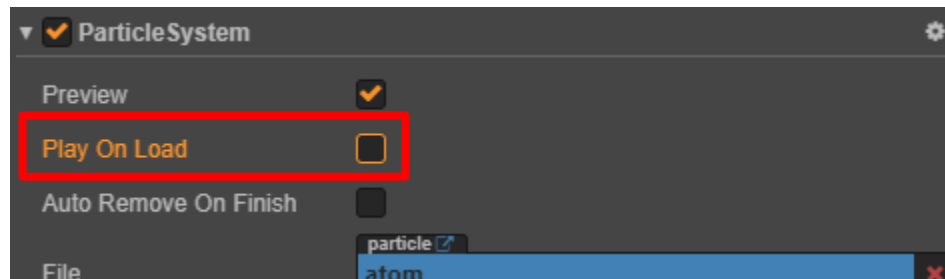 ParticleSystem
Preview
Play On Load
Auto Remove On Finish
particle
File
atom